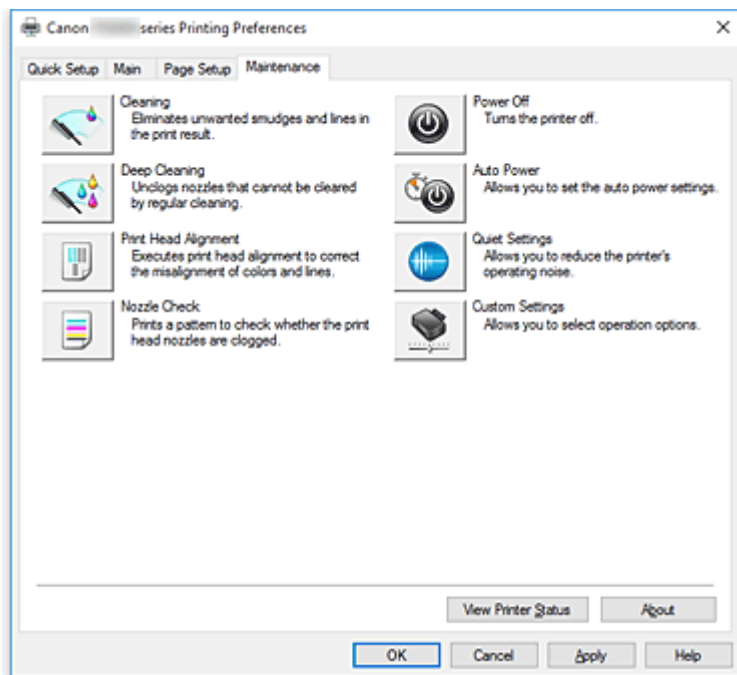 Canon series Printing Preferences
Quick Setup Main Page Setup Maintenance
Cleaning
Eliminates unwanted smudges and lines in
the print result.
Deep Cleaning
Unclogs nozzles that cannot be cleared
by regular cleaning.
Print Head Alignment
Executes print head alignment to correct
the misalignment of colors and lines.
Nozzle Check
Prints a pattern to check whether the print
head nozzles are clogged.
Power Off
Turns the printer off.
Auto Power
Allows you to set the auto power settings.
Quiet Settings
Allows you to reduce the printer's
operating noise.
Custom Settings
Allows you to select operation options.
View Printer Status About
OK Cancel Apply Help